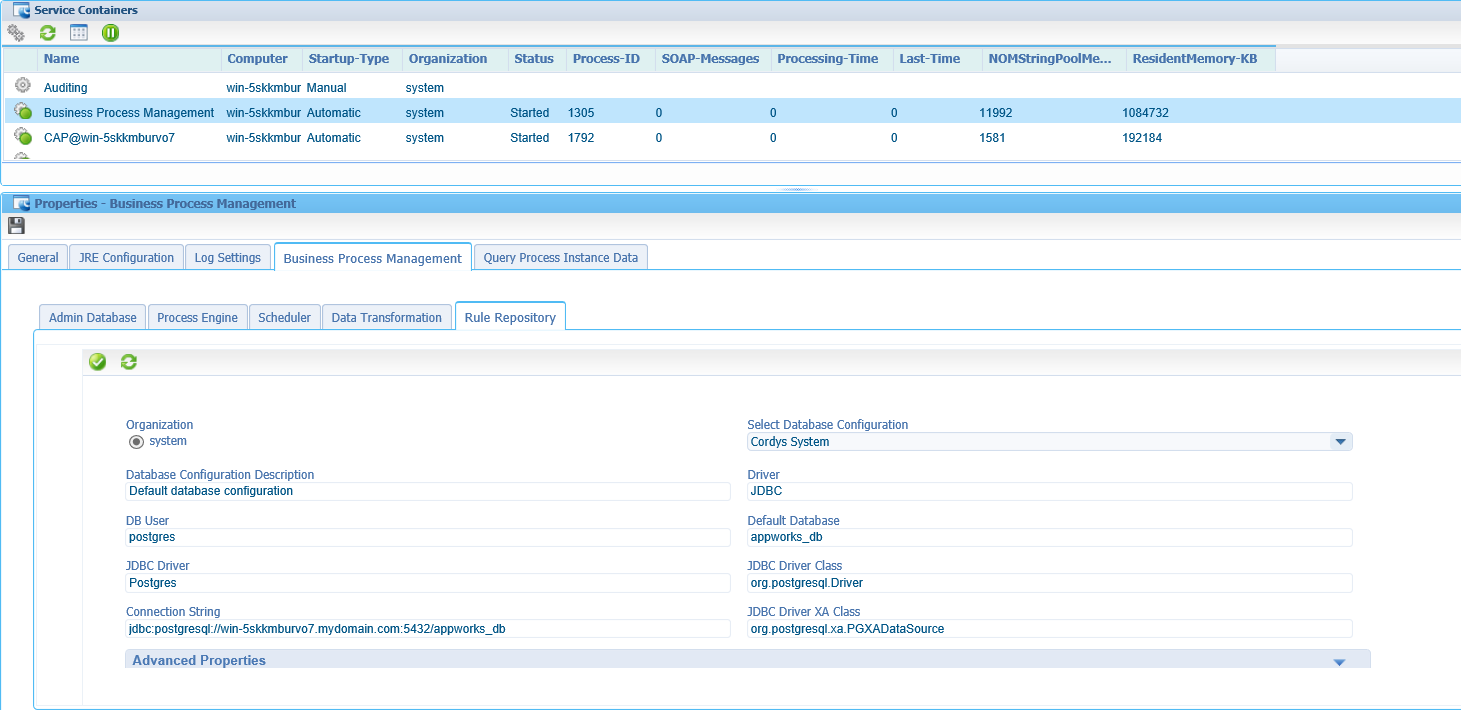 Service Containers
Name Computer Startup-Type Organization Status Process-ID SOAP-Messages Processing-Time Last-Time NOMStringPoolMe... ResidentMemory-KB
Auditing win-5skkmbur Manual system
Business Process Management win-5skkmbur Automatic system Started 1305 0 0 0 11992 1084732
CAP@win-5skkmburvo7 win-5skkmbur Automatic system Started 1792 0 0 0 1581 192184
Properties - Business Process Management
General JRE Configuration Log Settings Business Process Management Query Process Instance Data
Admin Database Process Engine Scheduler Data Transformation Rule Repository
Organization Select Database Configuration
system Cordys System
Database Configuration Description Driver
Default database configuration JDBC
DB User Default Database
postgres appworks_db
JDBC Driver JDBC Driver Class
Postgres org.postgresql.Driver
Connection String JDBC Driver XA Class
jdbc:postgresql://win-5skkmburvo7.mydomain.com:5432/appworks_db org.postgresql.xa.PGXADataSource
Advanced Properties